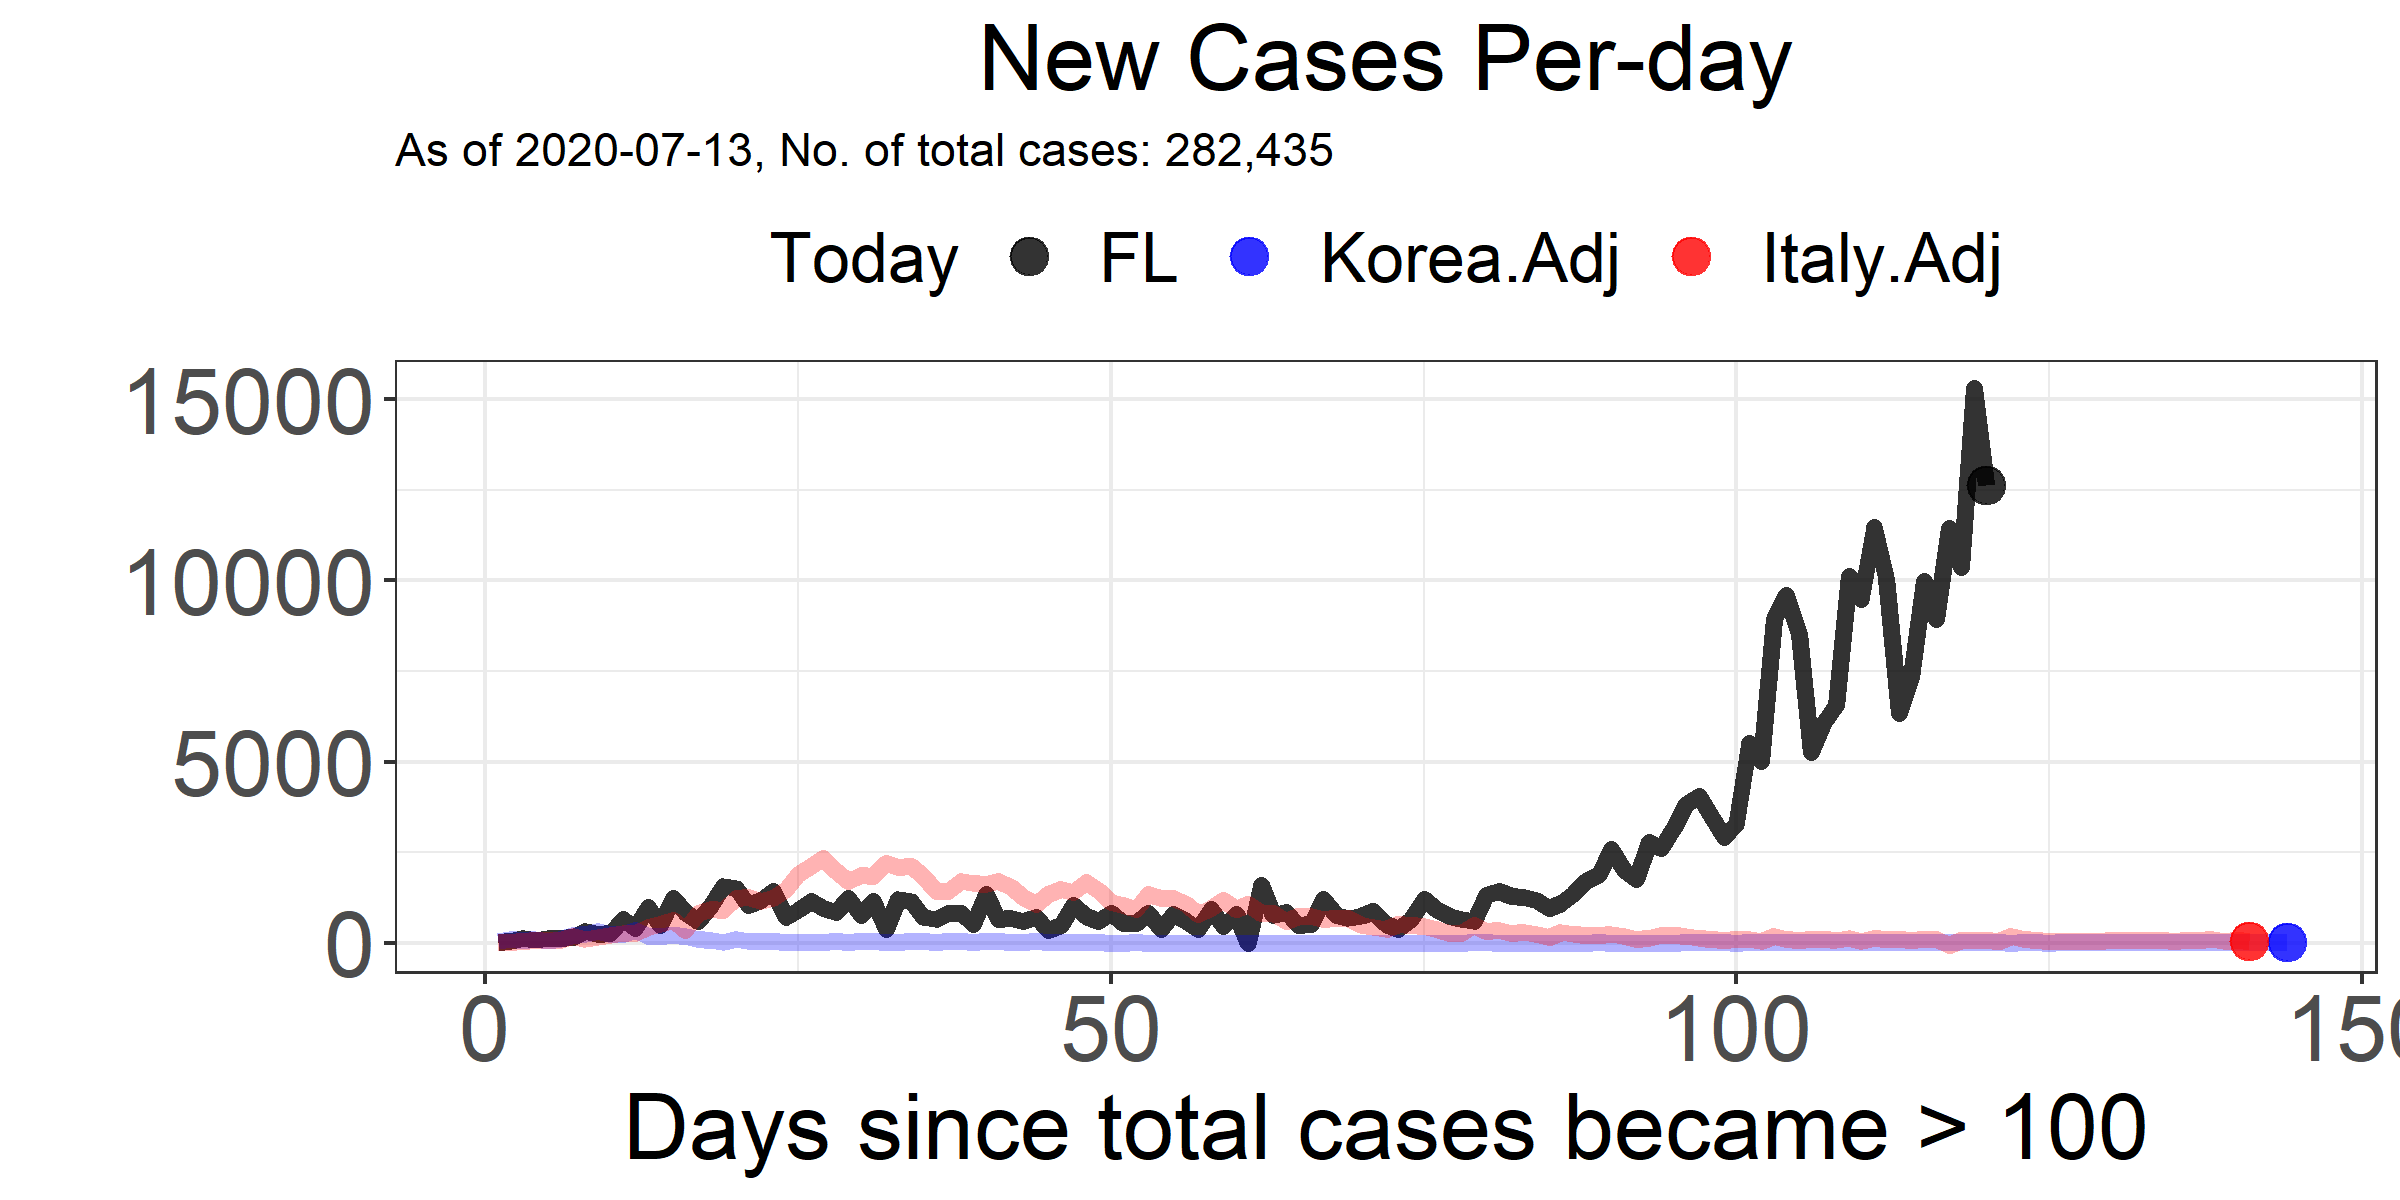 New Cases Per-day
As of 2020-07-13, No. of total cases: 282,435
Today FL Korea.Adj Italy.Adj
15000
10000
5000
0
0 50 100 150
Days since total cases became > 100